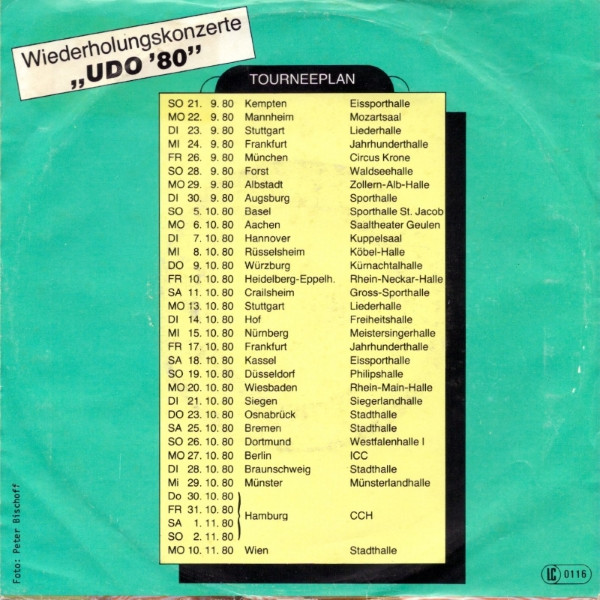 Wiederholungskonzerte
„UDO '80”
TOURNEEPLAN
SO 21. 9. 80 Kempten Eissporthalle
MO 22. 9. 80 Mannheim Mozartsaal
DI 23. 9. 80 Stuttgart Liederhalle
MI 24. 9. 80 Frankfurt Jahrhunderthalle
FR 26. 9. 80 München Circus Krone
SO 28. 9. 80 Forst Waldseehalle
MO 29. 9. 80 Albstadt Zollern-Alb-Halle
DI 30. 9. 80 Augsburg Sporthalle
SO 5. 10. 80 Basel Sporthalle St. Jacob
MO 6. 10. 80 Aachen Saaltheater Geulen
DI 7. 10. 80 Hannover Kuppelsaal
MI 8. 10. 80 Rüsselsheim Köbel-Halle
DO 9. 10. 80 Würzburg Kürnachtalhalle
FR 10. 10. 80 Heidelberg-Eppelh. Rhein-Neckar-Halle
SA 11. 10. 80 Crailsheim Gross-Sporthalle
MO 13. 10. 80 Stuttgart Liederhalle
DI 14. 10. 80 Hof Freiheitshalle
MI 15. 10. 80 Nürnberg Meistersingerhalle
FR 17. 10. 80 Frankfurt Jahrhunderthalle
SA 18. 10. 80 Kassel Eissporthalle
SO 19. 10. 80 Düsseldorf Philipshalle
MO 20. 10. 80 Wiesbaden Rhein-Main-Halle
DI 21. 10. 80 Siegen Siegerlandhalle
DO 23. 10. 80 Osnabrück Stadthalle
SA 25. 10. 80 Bremen Stadthalle
SO 26. 10. 80 Dortmund Westfalenhalle I
MO 27. 10. 80 Berlin ICC
DI 28. 10. 80 Braunschweig Stadthalle
Mi 29. 10. 80 Münster Münsterlandhalle
Do 30. 10. 80
FR 31. 10. 80
Hamburg CCH
SA 1. 11. 80
SO 2. 11. 80
MO 10. 11. 80 Wien Stadthalle
Foto: Peter Bischoff
LC 0116